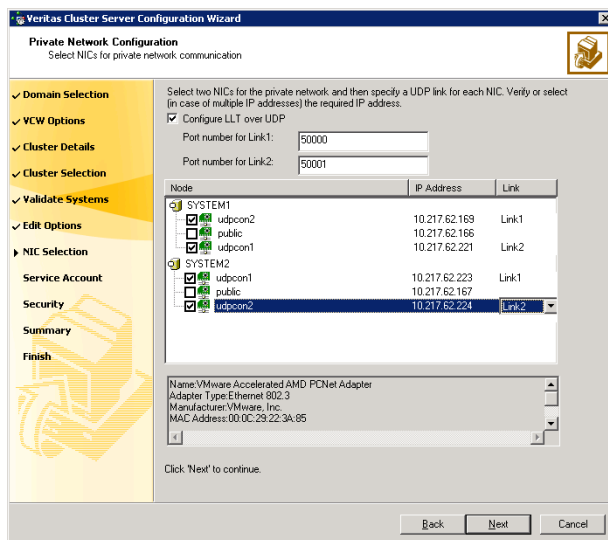 Veritas Cluster Server Configuration Wizard
Private Network Configuration
Select NICs for private network communication
Domain Selection
VCW Options
Cluster Details
Cluster Selection
Validate Systems
Edit Options
NIC Selection
Service Account
Security
Summary
Finish
Select two NICs for the private network and then specify a UDP link for each NIC. Verify or select
(in case of multiple IP addresses) the required IP address.
Configure LLT over UDP
Port number for Link1: 50000
Port number for Link2: 50001
Node IP Address Link
SYSTEM1
udpcon2 10.217.62.169 Link1
public 10.217.62.166
udpcon1 10.217.62.221 Link2
SYSTEM2
udpcon1 10.217.62.223 Link1
public 10.217.62.167
udpcon2 10.217.62.224 Link2
Name:VMware Accelerated AMD PCNet Adapter
Adapter Type:Ethernet 802.3
Manufacturer:VMware, Inc.
MAC Address:00:0C:29:22:3A:85
Click 'Next' to continue.
Back Next Cancel